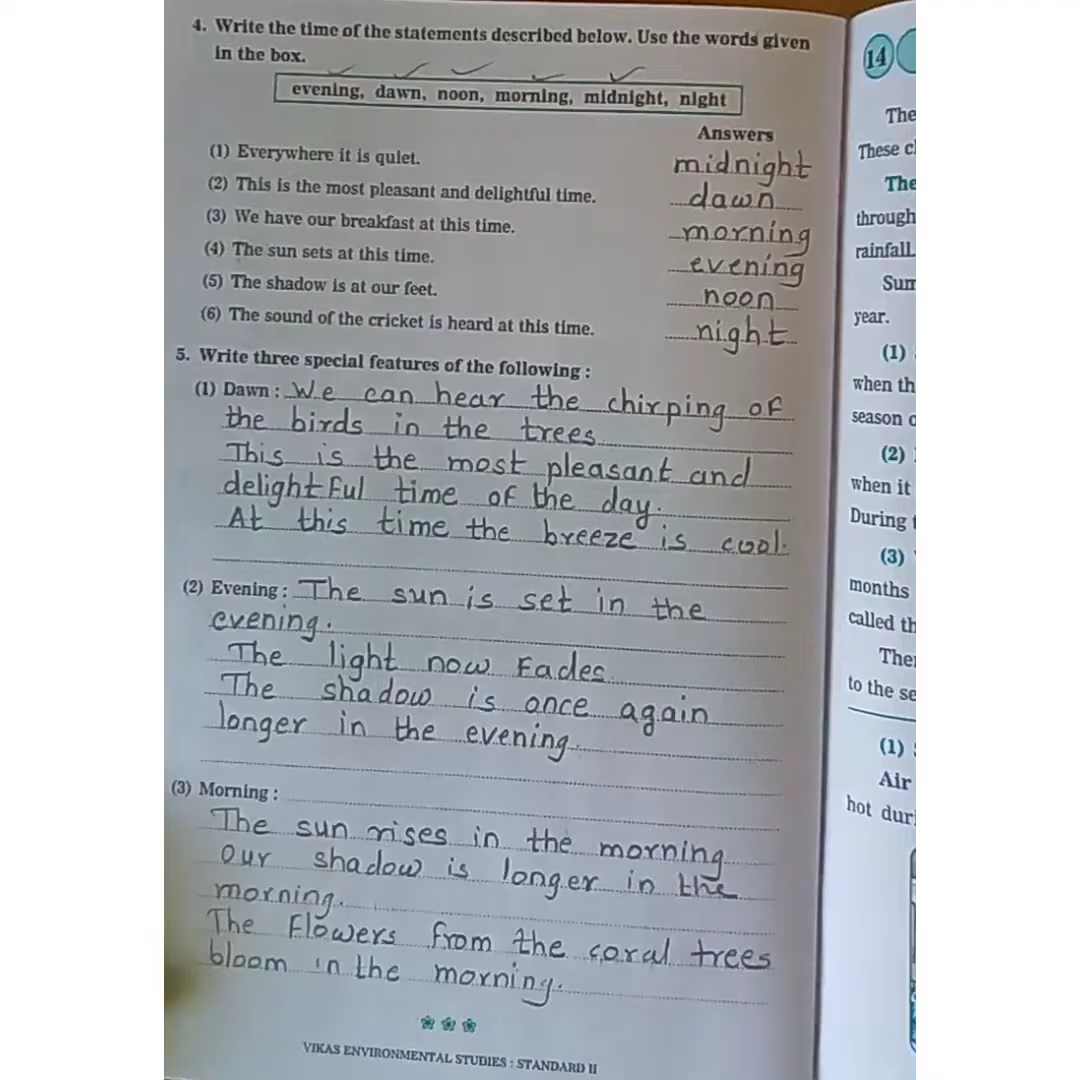 4. Write the time of the statements described below. Use the words given
in the box.
evening, dawn, noon, morning, midnight, night
Answers
(1) Everywhere it is quiet. midnight
(2) This is the most pleasant and delightful time. dawn
(3) We have our breakfast at this time. morning
(4) The sun sets at this time. evening
(5) The shadow is at our feet. noon
(6) The sound of the cricket is heard at this time. night
5. Write three special features of the following :
(1) Dawn : We can hear the chirping of
the birds in the trees
This is the most pleasant and
delightful time of the day.
At this time the breeze is cool.
(2) Evening : The sun is set in the
evening.
The light now Fades
The shadow is once again
longer in the evening.
(3) Morning :
The sun rises in the morning
our shadow is longer in the
morning.
The Flowers from the coral trees
bloom in the morning.
VIKAS ENVIRONMENTAL STUDIES : STANDARD II
14
The
These
The
through
rainfall.
year.
(1)
when th
season
(2)
when it
During
(3)
months
called th
to the se
(1)
Air
hot